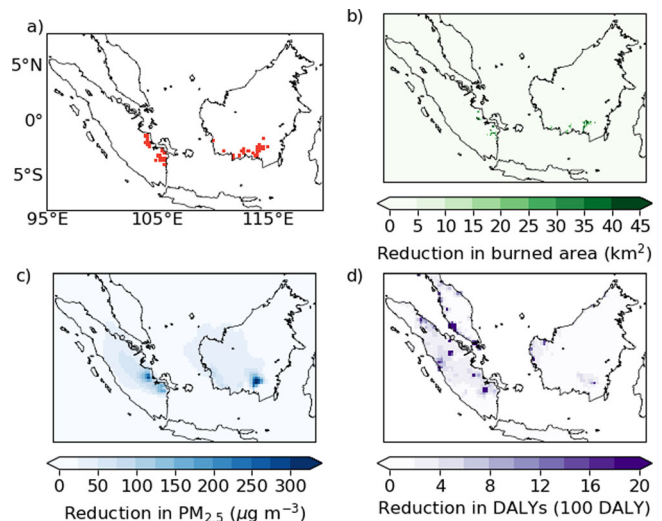 a)
5°N
0°
5°S
95°E 105°E 115°E
b)
0 5 10 15 20 25 30 35 40 45
Reduction in burned area (km²)
c)
0 50 100 150 200 250 300
Reduction in PM₂.₅ (μg m⁻³)
d)
0 4 8 12 16 20
Reduction in DALYs (100 DALY)